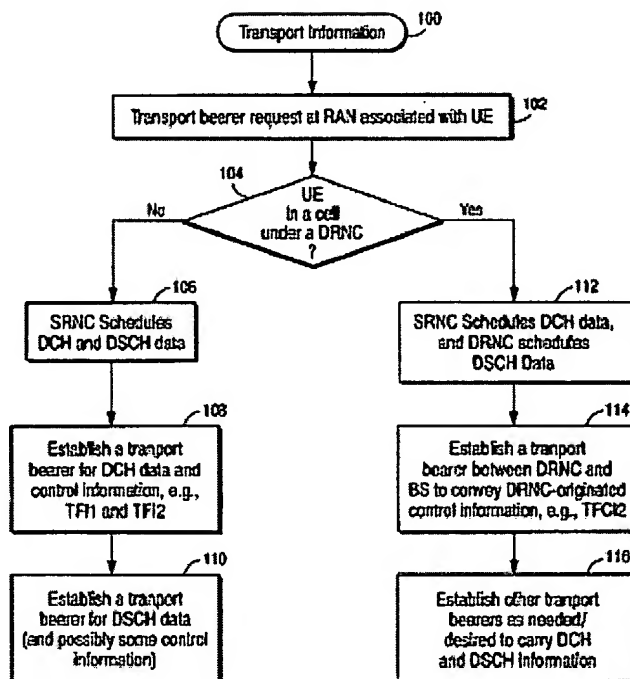 Transport Information
100
Transport bearer request at RAN associated with UE
102
104
UE
in a cell
under a DRNC
?
No
Yes
106
SRNC Schedules
DCH and DSCH data
112
SRNC Schedules DCH data,
and DRNC schedules
DSCH Data
108
Establish a tranport
bearer for DCH data and
control information, e.g.,
TFI1 and TFI2
114
Establish a tranport
bearer between DRNC and
BS to convey DRNC-originated
control information, e.g., TFCI2
110
Establish a tranport
bearer for DSCH data
(and possibly some control
information)
116
Establish other tranport
bearers as needed/
desired to carry DCH
and DSCH Information